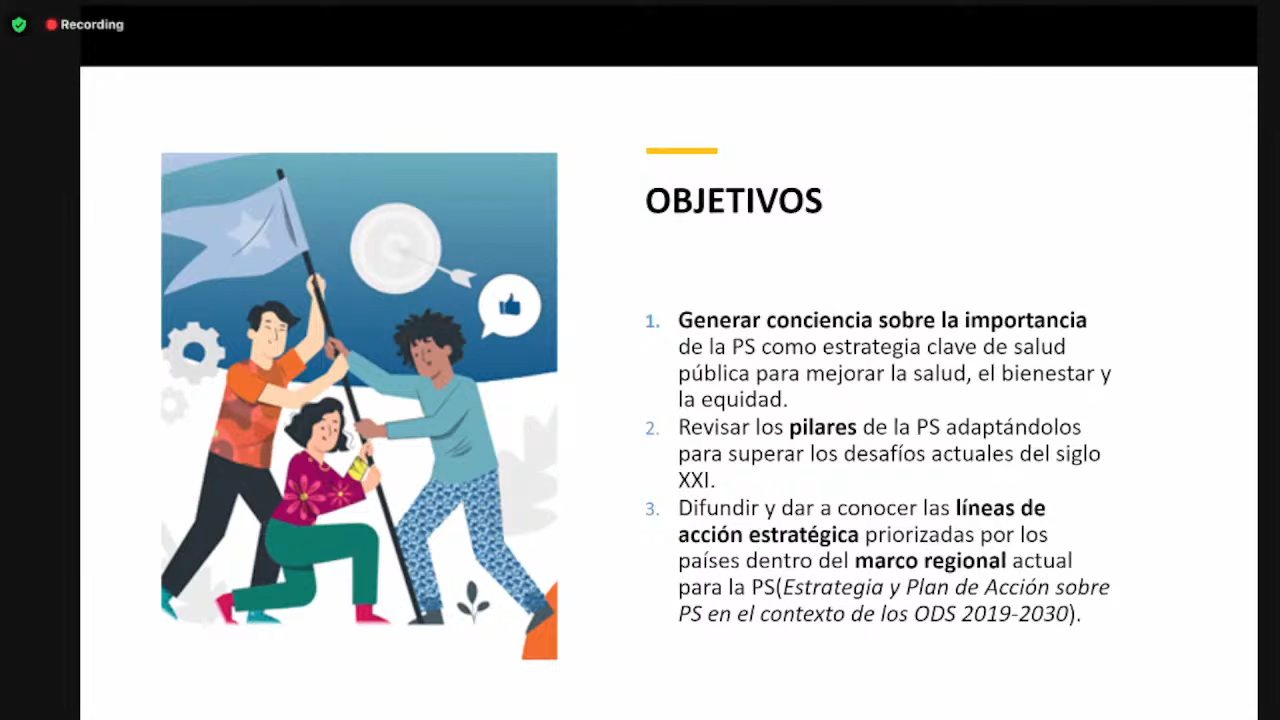 Recording
OBJETIVOS
1. Generar conciencia sobre la importancia
de la PS como estrategia clave de salud
pública para mejorar la salud, el bienestar y
la equidad.
2. Revisar los pilares de la PS adaptándolos
para superar los desafíos actuales del siglo
XXI.
3. Difundir y dar a conocer las líneas de
acción estratégica priorizadas por los
países dentro del marco regional actual
para la PS(Estrategia y Plan de Acción sobre
PS en el contexto de los ODS 2019-2030).